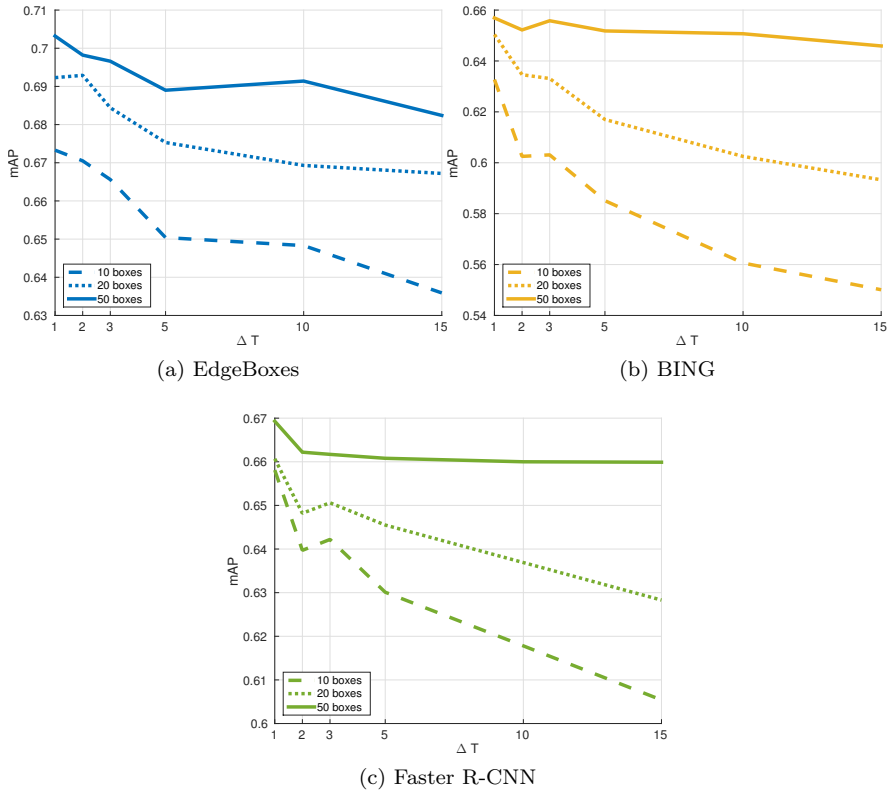 0.71
0.7
0.69
0.68
0.67
0.66
0.65
0.64
0.63
mAP
10 boxes
20 boxes
50 boxes
1 2 3 5 10 15
Δ T
(a) EdgeBoxes
0.66
0.64
0.62
0.6
0.58
0.56
0.54
mAP
10 boxes
20 boxes
50 boxes
1 2 3 5 10 15
Δ T
(b) BING
0.67
0.66
0.65
0.64
0.63
0.62
0.61
0.6
mAP
10 boxes
20 boxes
50 boxes
1 2 3 5 10 15
Δ T
(c) Faster R-CNN